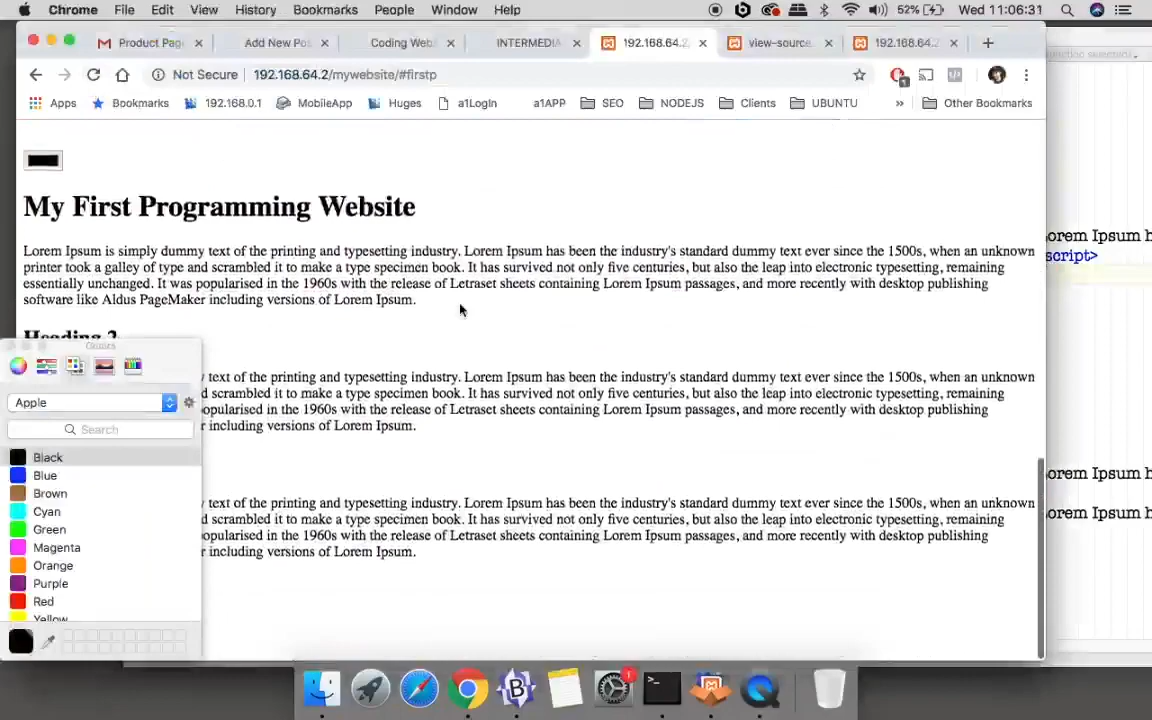 Chrome File Edit View History Bookmarks People Window Help 52% Wed 11:06:31
Product Page Add New Pos Coding Webs INTERMEDIA 192.168.64.2/ view-source 192.168.64.2
Not Secure 192.168.64.2/mywebsite/#firstp
Apps Bookmarks 192.168.0.1 MobileApp Huges a1LogIn a1APP SEO NODEJS Clients UBUNTU » Other Bookmarks
My First Programming Website
Lorem Ipsum is simply dummy text of the printing and typesetting industry. Lorem Ipsum has been the industry's standard dummy text ever since the 1500s, when an unknown
printer took a galley of type and scrambled it to make a type specimen book. It has survived not only five centuries, but also the leap into electronic typesetting, remaining
essentially unchanged. It was popularised in the 1960s with the release of Letraset sheets containing Lorem Ipsum passages, and more recently with desktop publishing
software like Aldus PageMaker including versions of Lorem Ipsum.
Heading 2
text of the printing and typesetting industry. Lorem Ipsum has been the industry's standard dummy text ever since the 1500s, when an unknown
d scrambled it to make a type specimen book. It has survived not only five centuries, but also the leap into electronic typesetting, remaining
opularised in the 1960s with the release of Letraset sheets containing Lorem Ipsum passages, and more recently with desktop publishing
r including versions of Lorem Ipsum.
text of the printing and typesetting industry. Lorem Ipsum has been the industry's standard dummy text ever since the 1500s, when an unknown
d scrambled it to make a type specimen book. It has survived not only five centuries, but also the leap into electronic typesetting, remaining
opularised in the 1960s with the release of Letraset sheets containing Lorem Ipsum passages, and more recently with desktop publishing
r including versions of Lorem Ipsum.
Colors
Apple
Search
Black
Blue
Brown
Cyan
Green
Magenta
Orange
Purple
Red
Yellow
orem Ipsum h
script>
orem Ipsum h
orem Ipsum h